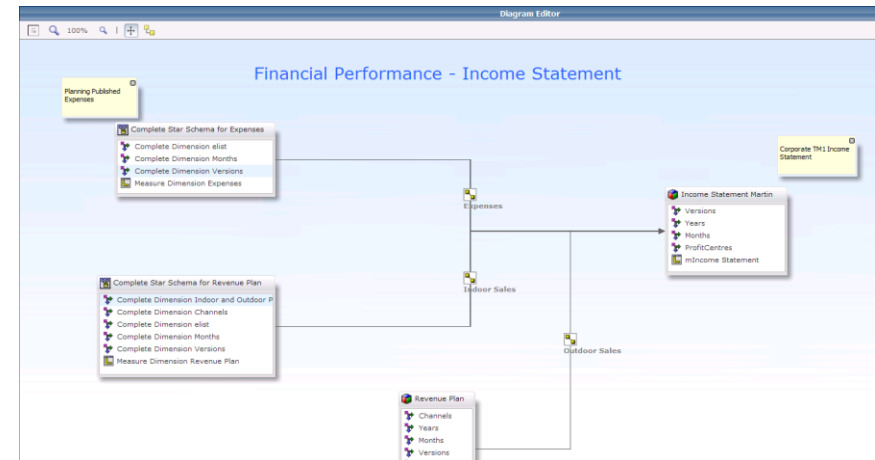 Diagram Editor
100%
Financial Performance - Income Statement
Planning Published
Expenses
Complete Star Schema for Expenses
Complete Dimension elist
Complete Dimension Months
Complete Dimension Versions
Measure Dimension Expenses
Corporate TM1 Income
Statement
Income Statement Martin
Versions
Years
Months
ProfitCentres
mIncome Statement
Expenses
Complete Star Schema for Revenue Plan
Complete Dimension Indoor and Outdoor P
Complete Dimension Channels
Complete Dimension elist
Complete Dimension Months
Complete Dimension Versions
Measure Dimension Revenue Plan
Indoor Sales
Outdoor Sales
Revenue Plan
Channels
Years
Months
Versions